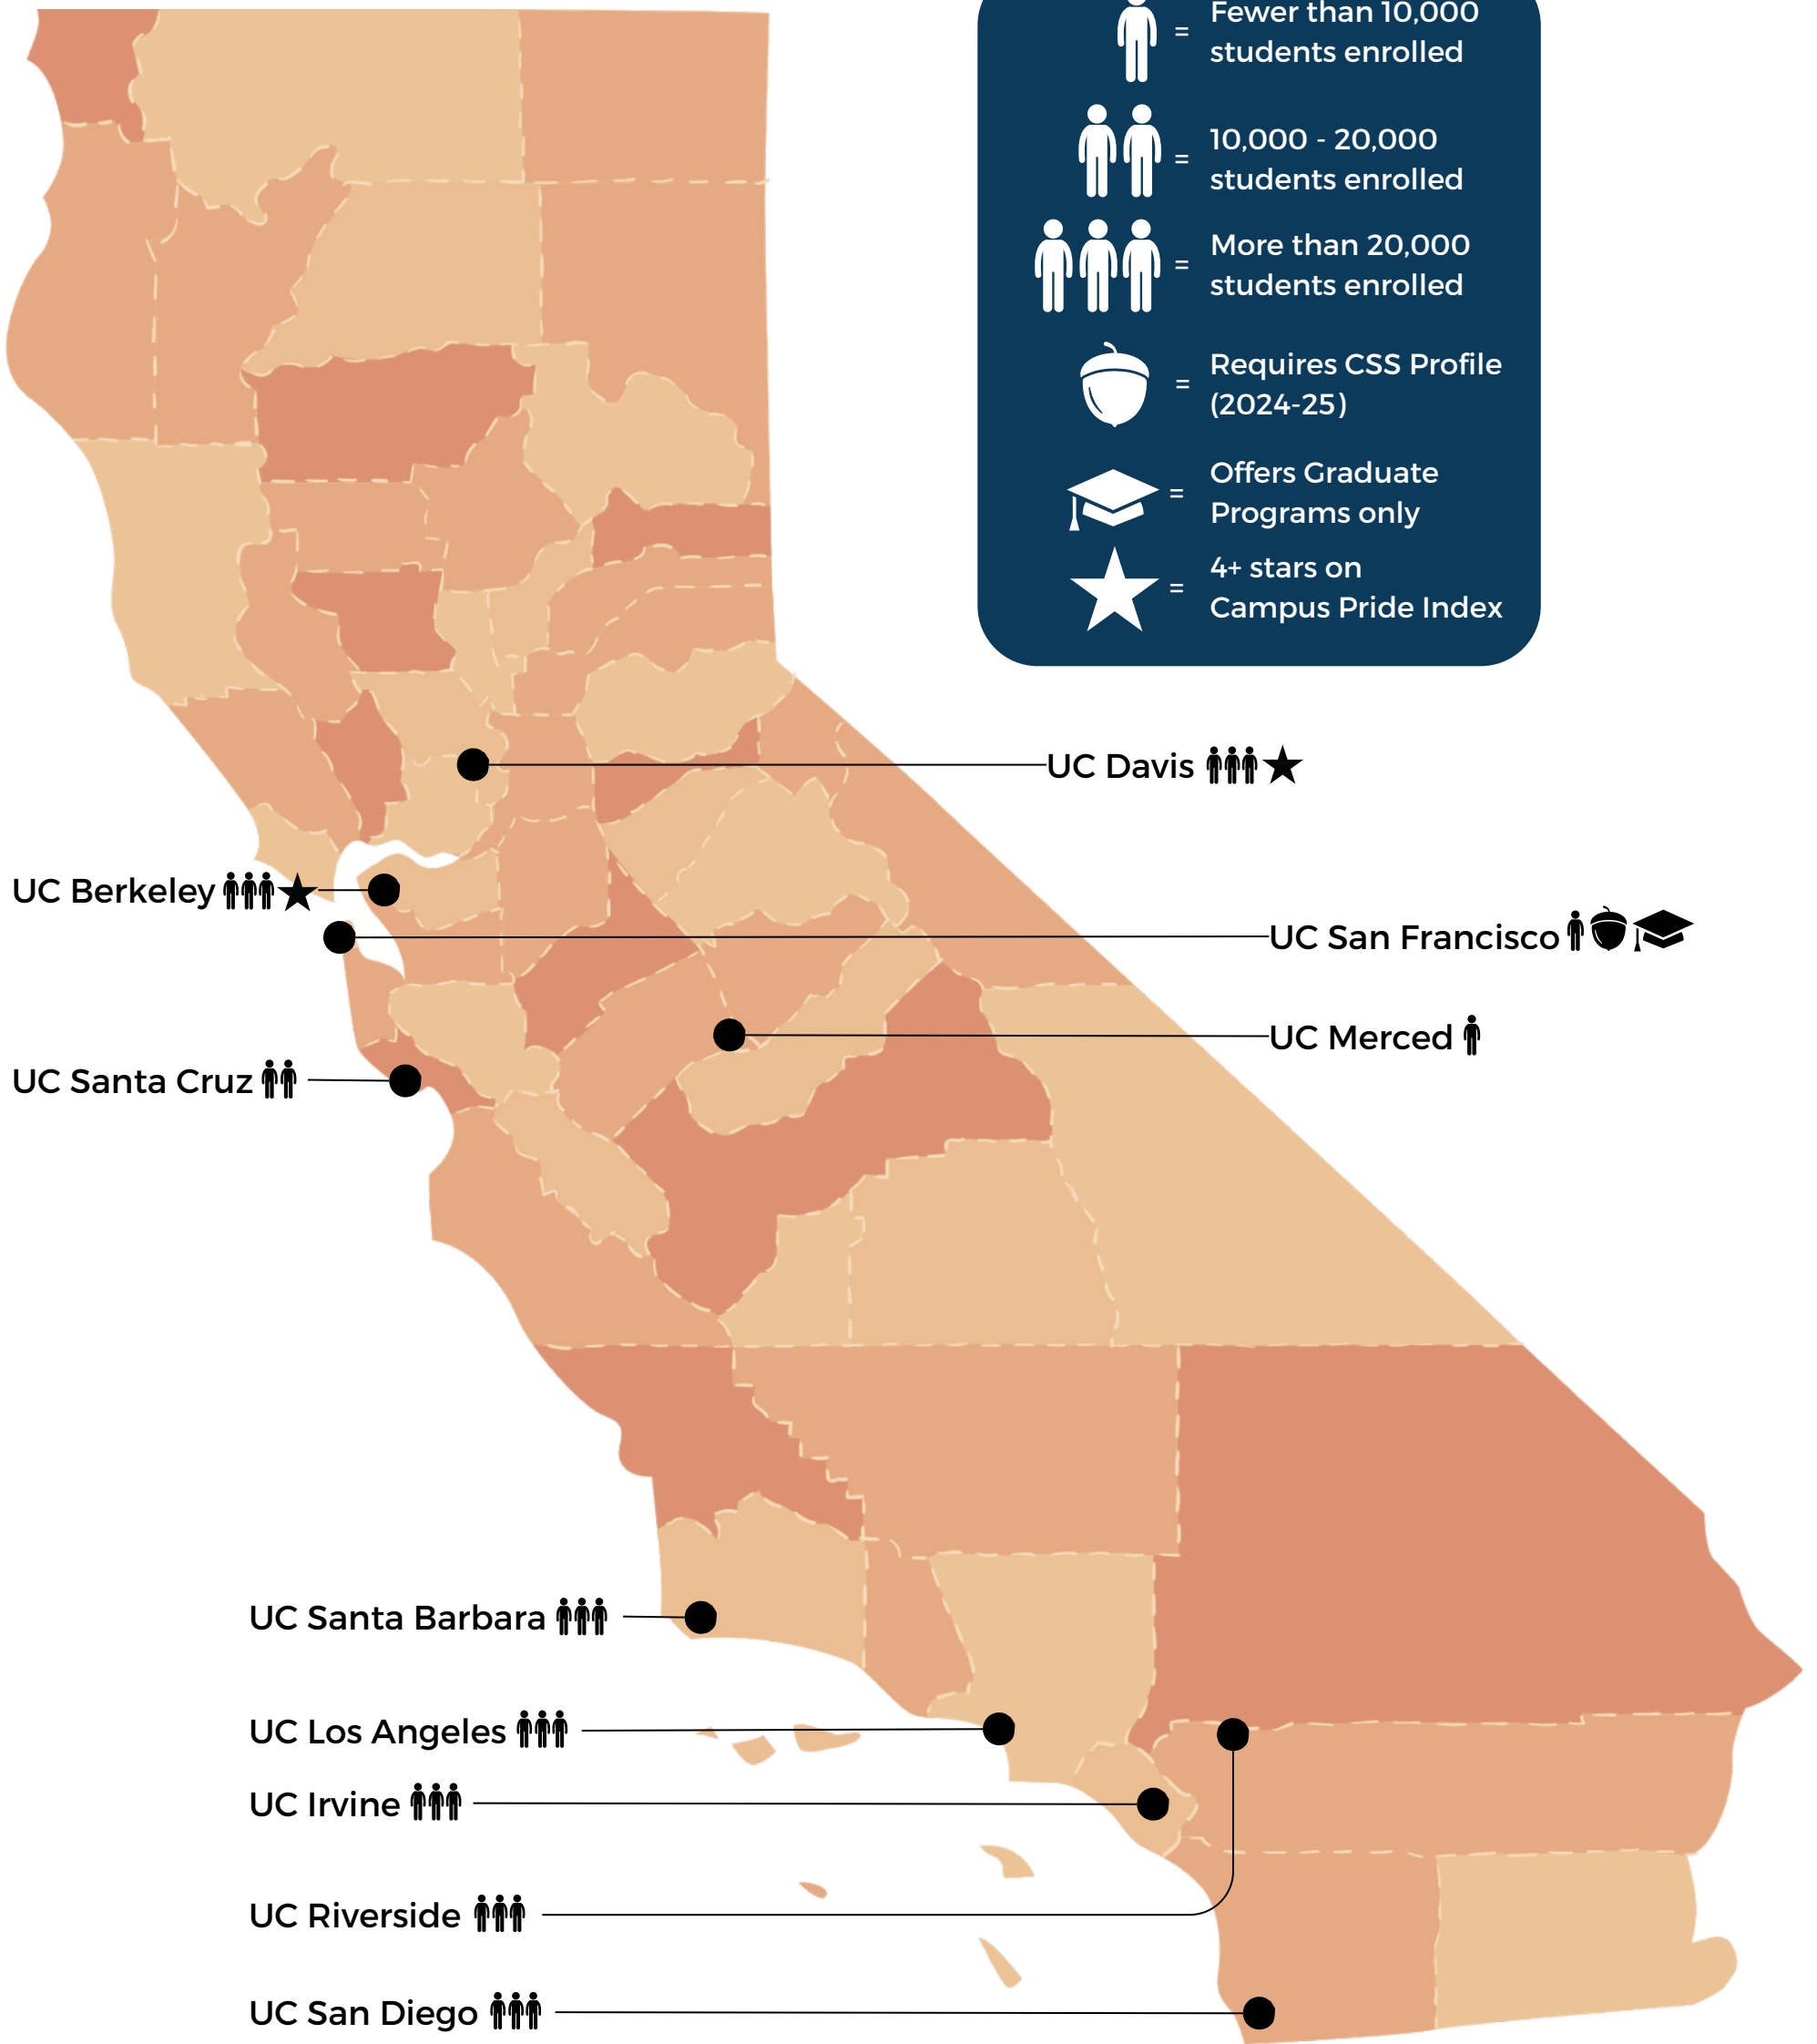 = Fewer than 10,000
students enrolled
= 10,000 - 20,000
students enrolled
= More than 20,000
students enrolled
= Requires CSS Profile
(2024-25)
= Offers Graduate
Programs only
= 4+ stars on
Campus Pride Index
UC Davis
UC Berkeley
UC San Francisco
UC Merced
UC Santa Cruz
UC Santa Barbara
UC Los Angeles
UC Irvine
UC Riverside
UC San Diego